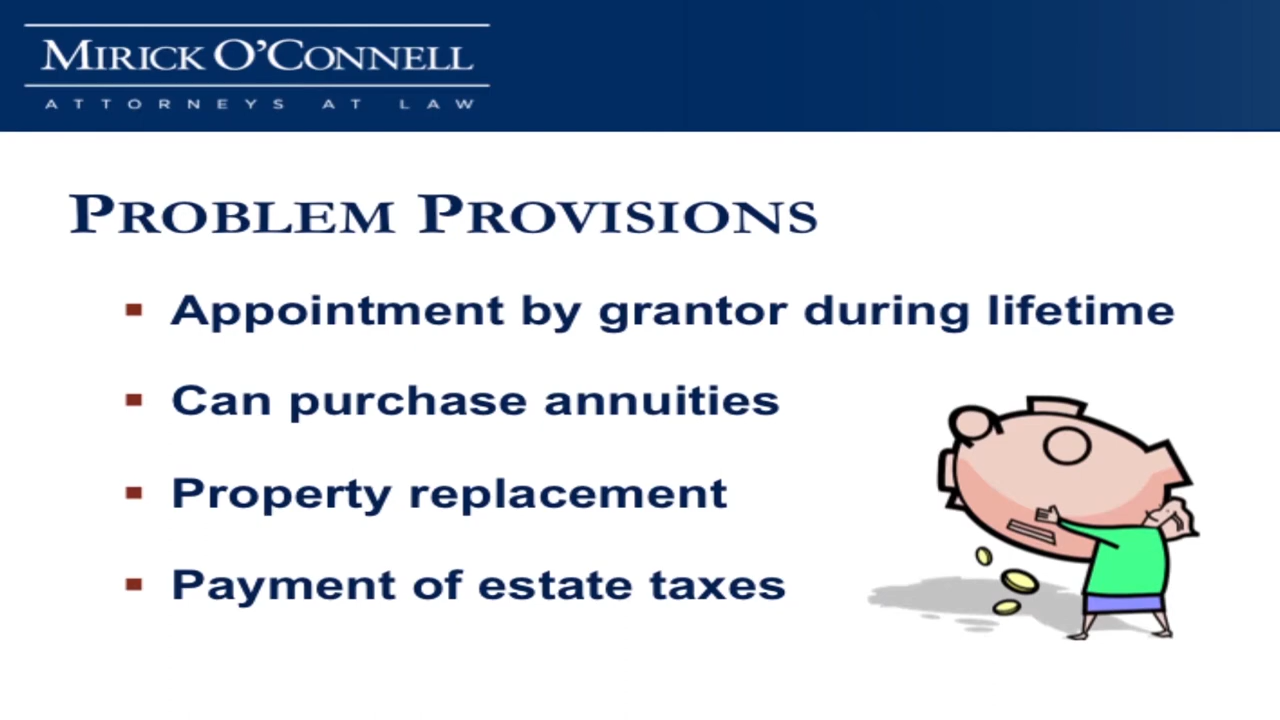 MIRICK O'CONNELL
ATTORNEYS AT LAW
PROBLEM PROVISIONS
Appointment by grantor during lifetime
Can purchase annuities
Property replacement
Payment of estate taxes